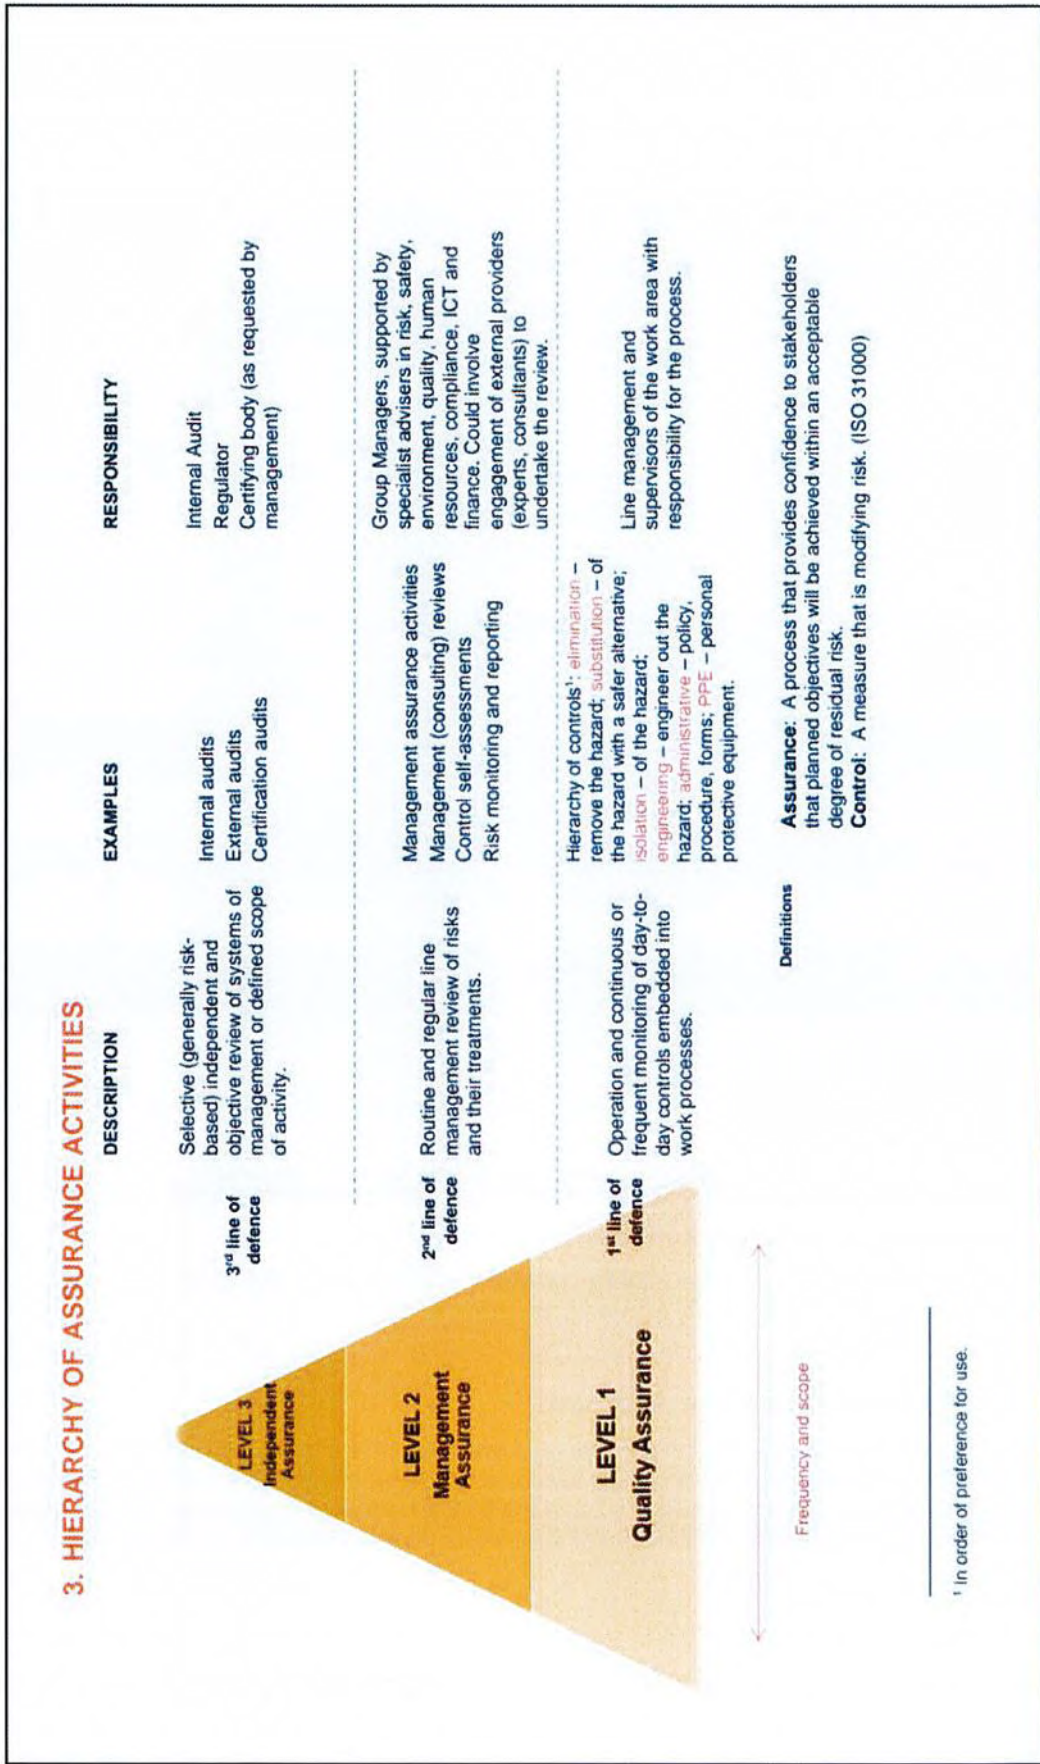 3. HIERARCHY OF ASSURANCE ACTIVITIES
DESCRIPTION
EXAMPLES
RESPONSIBILITY
LEVEL 3
Independent
Assurance
3rd line of
defence
Selective (generally risk-
based) independent and
objective review of systems of
management or defined scope
of activity.
Internal audits
External audits
Certification audits
Internal Audit
Regulator
Certifying body (as requested by
management)
LEVEL 2
Management
Assurance
2nd line of
defence
Routine and regular line
management review of risks
and their treatments.
Management assurance activities
Management (consulting) reviews
Control self-assessments
Risk monitoring and reporting
Group Managers, supported by
specialist advisers in risk, safety,
environment, quality, human
resources, compliance, ICT and
finance. Could involve
engagement of external providers
(experts, consultants) to
undertake the review.
LEVEL 1
Quality Assurance
1st line of
defence
Operation and continuous or
frequent monitoring of day-to-
day controls embedded into
work processes.
Hierarchy of controls¹: elimination –
remove the hazard; substitution – of
the hazard with a safer alternative;
isolation – of the hazard;
engineering – engineer out the
hazard; administrative – policy,
procedure, forms; PPE – personal
protective equipment.
Line management and
supervisors of the work area with
responsibility for the process.
Frequency and scope
Definitions
Assurance: A process that provides confidence to stakeholders
that planned objectives will be achieved within an acceptable
degree of residual risk.
Control: A measure that is modifying risk. (ISO 31000)
¹ In order of preference for use.